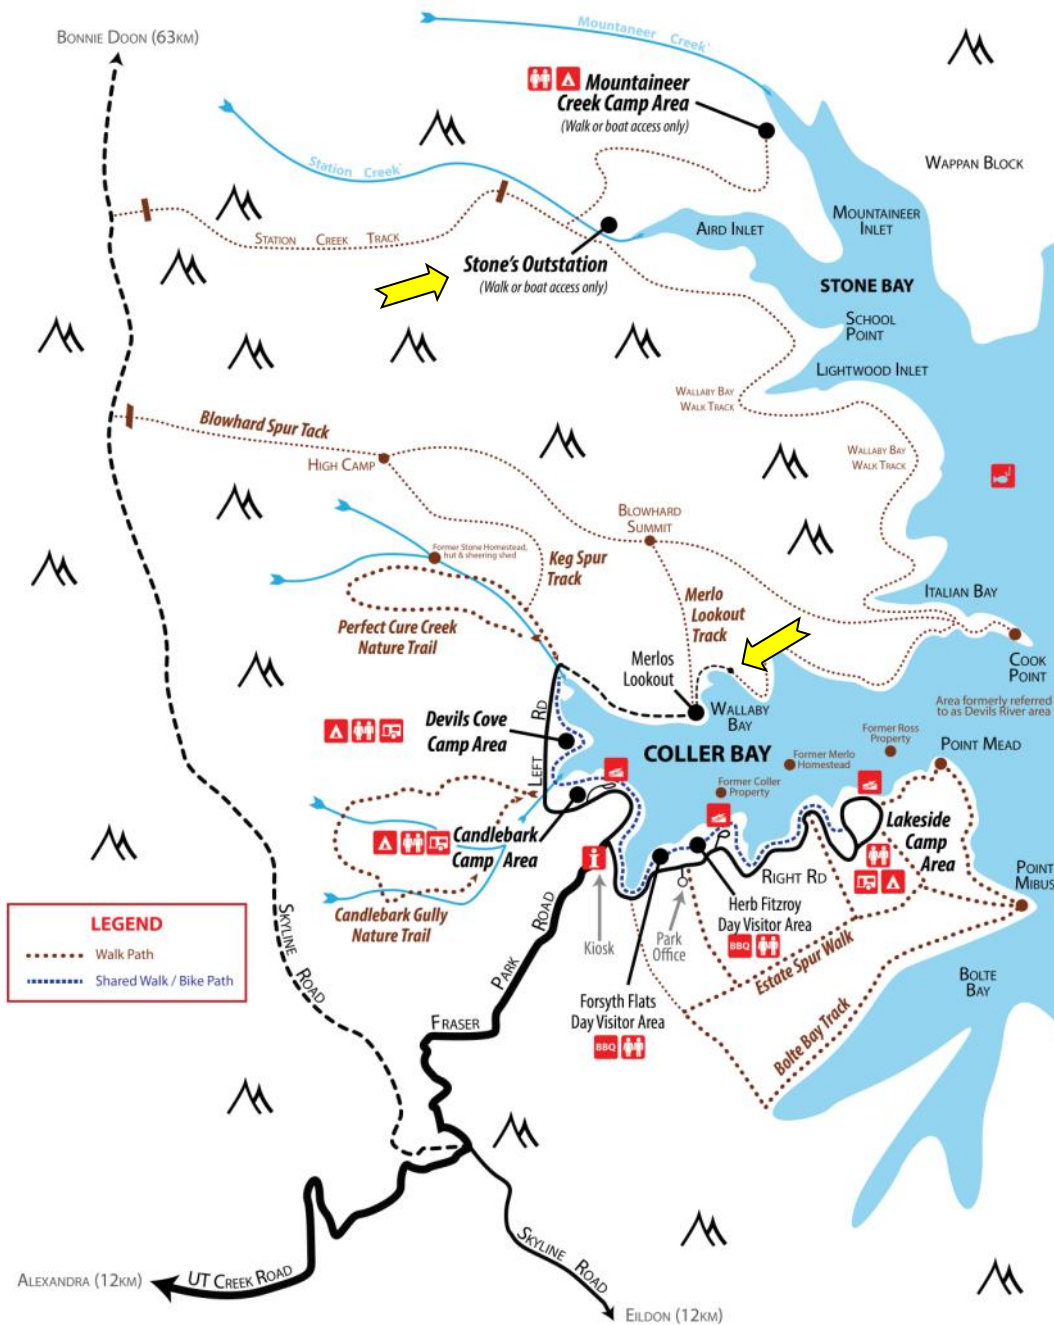 BONNIE DOON (63KM)
Mountaineer Creek`
Mountaineer
Creek Camp Area
(Walk or boat access only)
WAPPAN BLOCK
Station Creek`
MOUNTAINEER
INLET
AIRD INLET
STATION CREEK TRACK
Stone's Outstation
(Walk or boat access only)
STONE BAY
SCHOOL
POINT
LIGHTWOOD INLET
WALLABY BAY
WALK TRACK
Blowhard Spur Tack
HIGH CAMP
WALLABY BAY
WALK TRACK
BLOWHARD
SUMMIT
Former Stone Homestead,
hut & sheering shed
Keg Spur
Track
Merlo
Lookout
Track
ITALIAN BAY
Perfect Cure Creek
Nature Trail
Merlos
Lookout
COOK
POINT
WALLABY
BAY
Area formerly referred
to as Devils River area
Devils Cove
Camp Area
LEFT RD
COLLER BAY
Former Ross
Property
POINT MEAD
Former Merlo
Homestead
Former Coller
Property
Candlebark
Camp Area
Lakeside
Camp
Area
i
Kiosk
RIGHT RD
POINT
MIBUS
Herb Fitzroy
Day Visitor Area
BBQ
Park
Office
Candlebark Gully
Nature Trail
LEGEND
Walk Path
Shared Walk / Bike Path
SKYLINE ROAD
FRASER PARK ROAD
Forsyth Flats
Day Visitor Area
BBQ
Estate Spur Walk
BOLTE
BAY
Bolte Bay Track
ALEXANDRA (12KM)
UT CREEK ROAD
SKYLINE ROAD
EILDON (12KM)